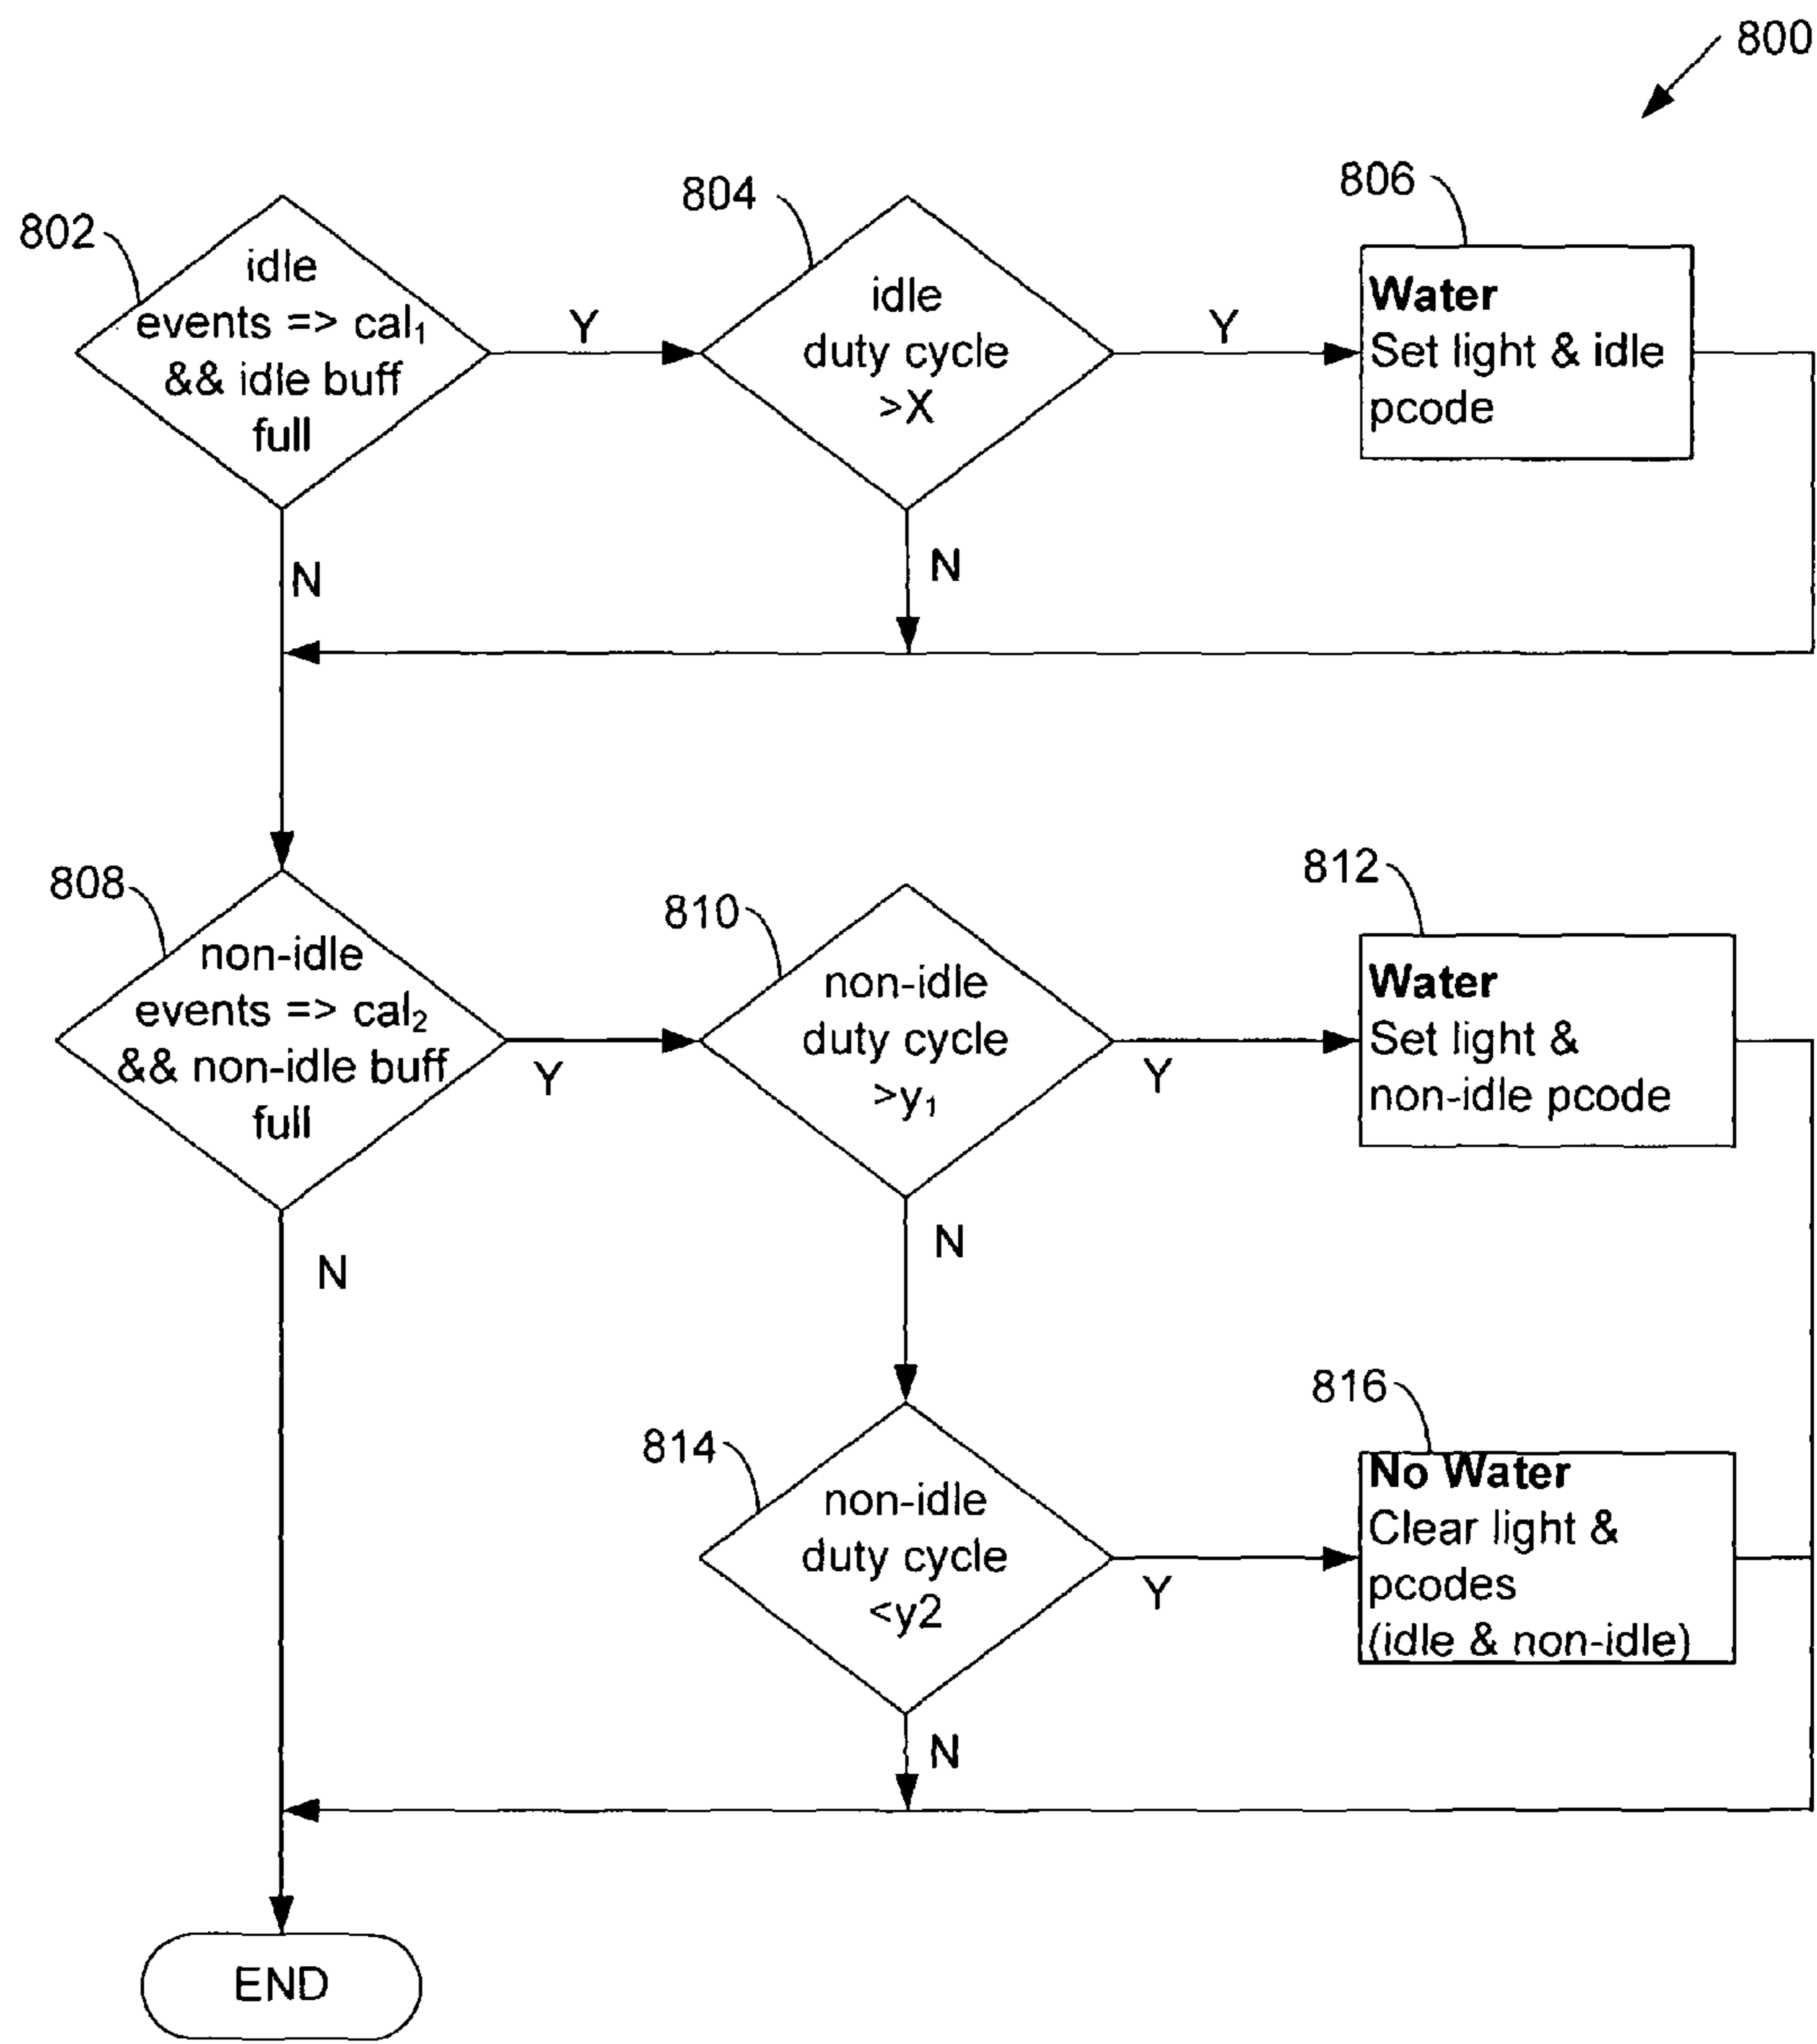 800
802
idle
events => cal₁
&& idle buff
full
Y
N
804
idle
duty cycle
>X
Y
N
806
Water
Set light & idle
pcode
808
non-idle
events => cal₂
&& non-idle buff
full
Y
N
810
non-idle
duty cycle
>y₁
Y
N
812
Water
Set light &
non-idle pcode
814
non-idle
duty cycle
<y2
Y
N
816
No Water
Clear light &
pcodes
(idle & non-idle)
END